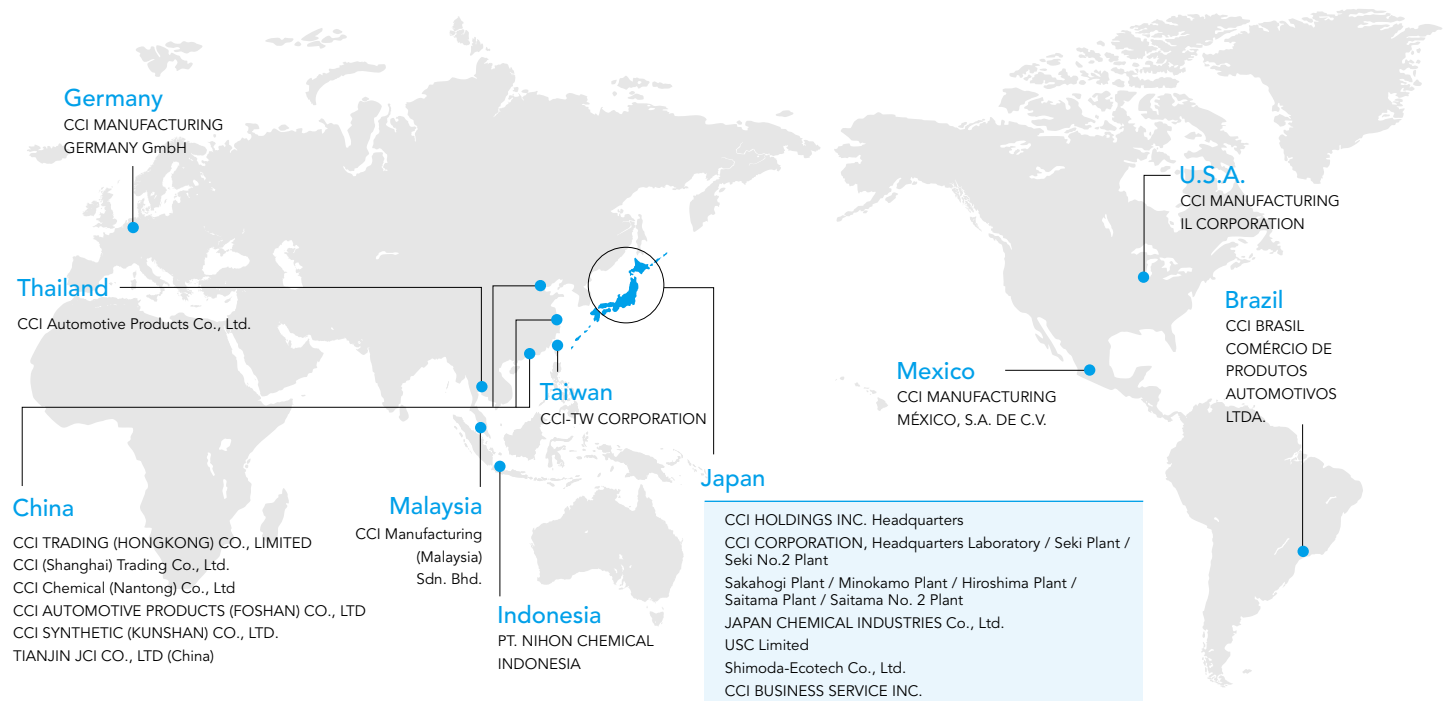 Germany
CCI MANUFACTURING
GERMANY GmbH
Thailand
CCI Automotive Products Co., Ltd.
China
CCI TRADING (HONGKONG) CO., LIMITED
CCI (Shanghai) Trading Co., Ltd.
CCI Chemical (Nantong) Co., Ltd
CCI AUTOMOTIVE PRODUCTS (FOSHAN) CO., LTD
CCI SYNTHETIC (KUNSHAN) CO., LTD.
TIANJIN JCI CO., LTD (China)
Malaysia
CCI Manufacturing
(Malaysia)
Sdn. Bhd.
Indonesia
PT. NIHON CHEMICAL
INDONESIA
Taiwan
CCI-TW CORPORATION
Japan
CCI HOLDINGS INC. Headquarters
CCI CORPORATION, Headquarters Laboratory / Seki Plant /
Seki No.2 Plant
Sakahogi Plant / Minokamo Plant / Hiroshima Plant /
Saitama Plant / Saitama No. 2 Plant
JAPAN CHEMICAL INDUSTRIES Co., Ltd.
USC Limited
Shimoda-Ecotech Co., Ltd.
CCI BUSINESS SERVICE INC.
Mexico
CCI MANUFACTURING
MÉXICO, S.A. DE C.V.
U.S.A.
CCI MANUFACTURING
IL CORPORATION
Brazil
CCI BRASIL
COMÉRCIO DE
PRODUTOS
AUTOMOTIVOS
LTDA.